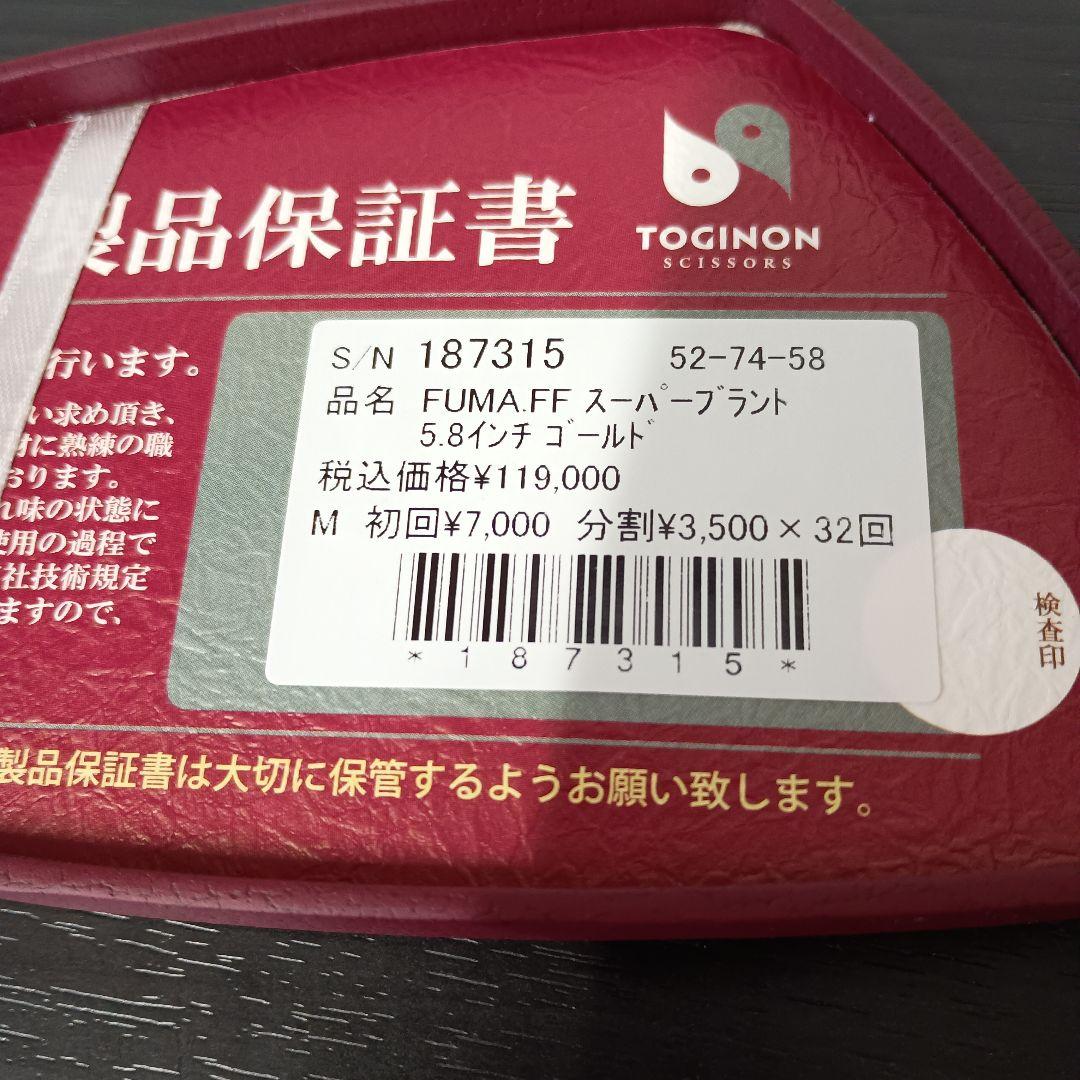 製品保証書
TOGINON
SCISSORS
行います。
い求め頂き、
材に熟練の職
おります。
れ味の状態に
使用の過程で
社技術規定
ますので、
S/N 187315 52-74-58
品名 FUMA.FF ｽｰﾊﾟｰﾌﾞﾗﾝﾄ
5.8ｲﾝﾁ ｺﾞｰﾙﾄﾞ
税込価格¥119,000
M 初回¥7,000 分割¥3,500×32回
*187315*
検査印
製品保証書は大切に保管するようお願い致します。